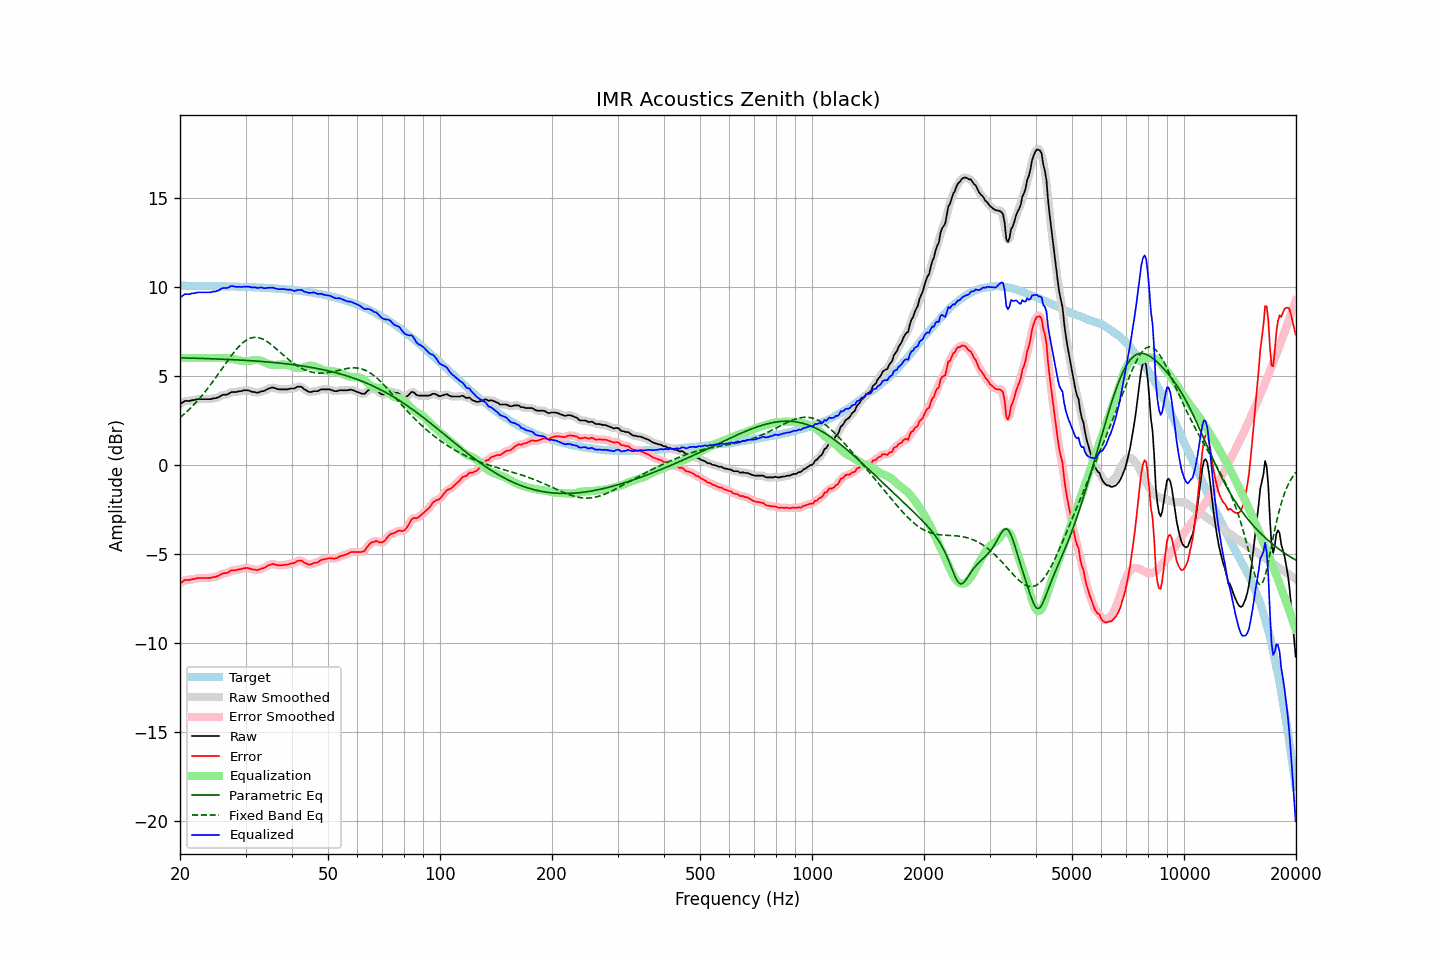 IMR Acoustics Zenith (black)
Amplitude (dBr)
15
10
5
0
−5
−10
−15
−20
Target
Raw Smoothed
Error Smoothed
Raw
Error
Equalization
Parametric Eq
Fixed Band Eq
Equalized
20 50 100 200 500 1000 2000 5000 10000 20000
Frequency (Hz)